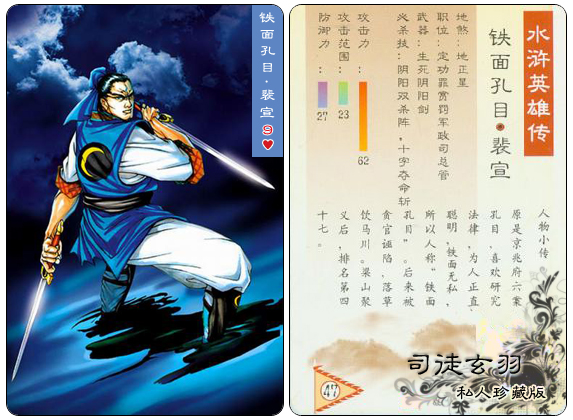 铁面孔目·裴宣
9♥
水浒英雄传
铁面孔目●裴宣
地煞：地正星
职位：定功罪赏罚军政司总管
武器：生死阴阳剑
必杀技：阴阳双杀阵，十字夺命斩
攻击力：62
攻击范围：23
防御力：27
人物小传
原是京兆府六案
孔目，喜欢研究
法律，为人正直、
聪明，铁面无私，
所以人称“铁面
孔目”。后来被
贪官诬陷，落草
饮马川。梁山聚
义后，排名第四
十七。
47
司徒玄羽
私人珍藏版